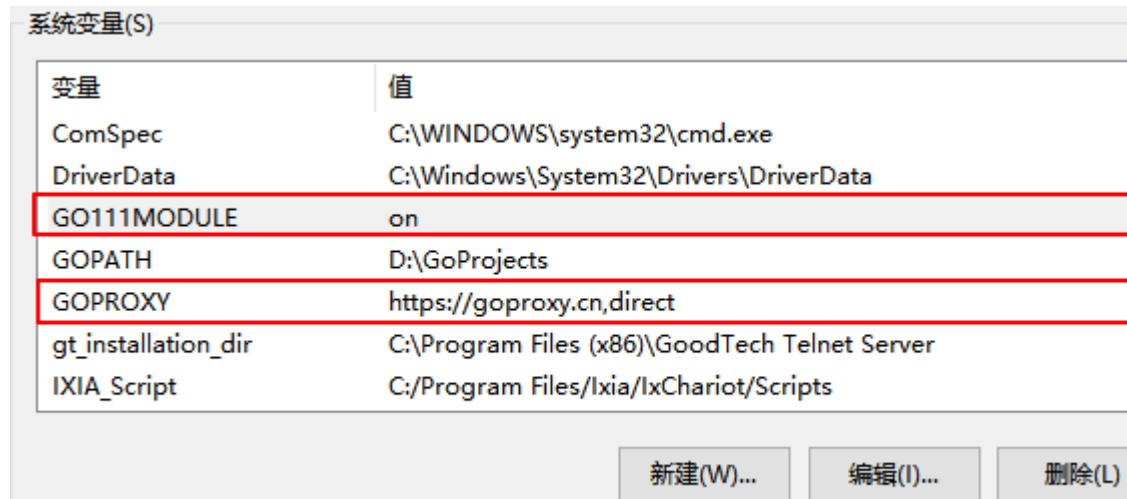 系统变量(S)
变量 值
ComSpec C:\WINDOWS\system32\cmd.exe
DriverData C:\Windows\System32\Drivers\DriverData
GO111MODULE on
GOPATH D:\GoProjects
GOPROXY https://goproxy.cn,direct
gt_installation_dir C:\Program Files (x86)\GoodTech Telnet Server
IXIA_Script C:/Program Files/Ixia/IxChariot/Scripts
新建(W)... 编辑(I)... 删除(L)